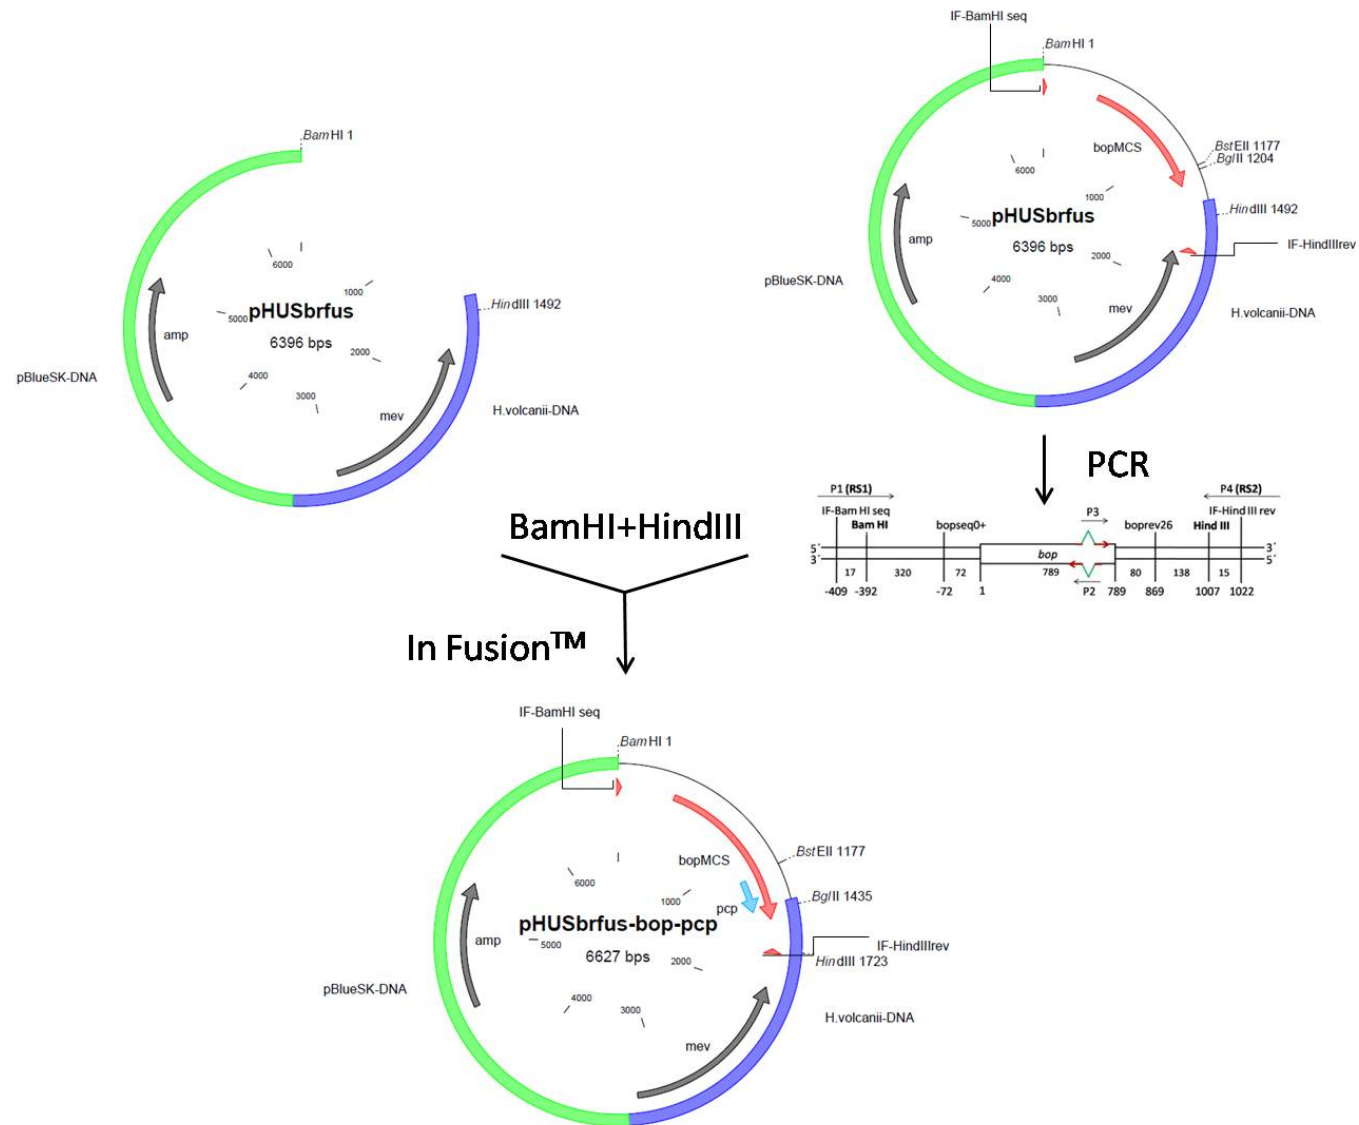 BamHI 1
6000
1000
HindIII 1492
pHUSbrfus
5000
6396 bps
amp
2000
pBlueSK-DNA
4000
3000
mev
H.volcanii-DNA
IF-BamHI seq
BamHI 1
bopMCS
BstEII 1177
BglII 1204
6000
1000
HindIII 1492
pHUSbrfus
5000
6396 bps
amp
IF-HindIIIrev
2000
pBlueSK-DNA
4000
3000
mev
H.volcanii-DNA
PCR
P1 (RS1)
P4 (RS2)
IF-Bam HI seq
P3
IF-Hind III rev
Bam HI
bopseq0+
boprev26
Hind III
5´
bop
3´
3´
5´
17
320
72
789
80
138
15
-409
-392
-72
1
P2
789
869
1007
1022
BamHI+HindIII
In Fusion™
IF-BamHI seq
BamHI 1
BstEII 1177
bopMCS
6000
1000
BglII 1435
pcp
pHUSbrfus-bop-pcp
amp
5000
IF-HindIIIrev
6627 bps
2000
HindIII 1723
pBlueSK-DNA
4000
3000
H.volcanii-DNA
mev